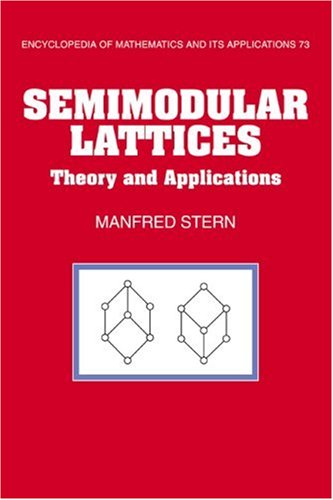 ENCYCLOPEDIA OF MATHEMATICS AND ITS APPLICATIONS 73
SEMIMODULAR
LATTICES
Theory and Applications
MANFRED STERN